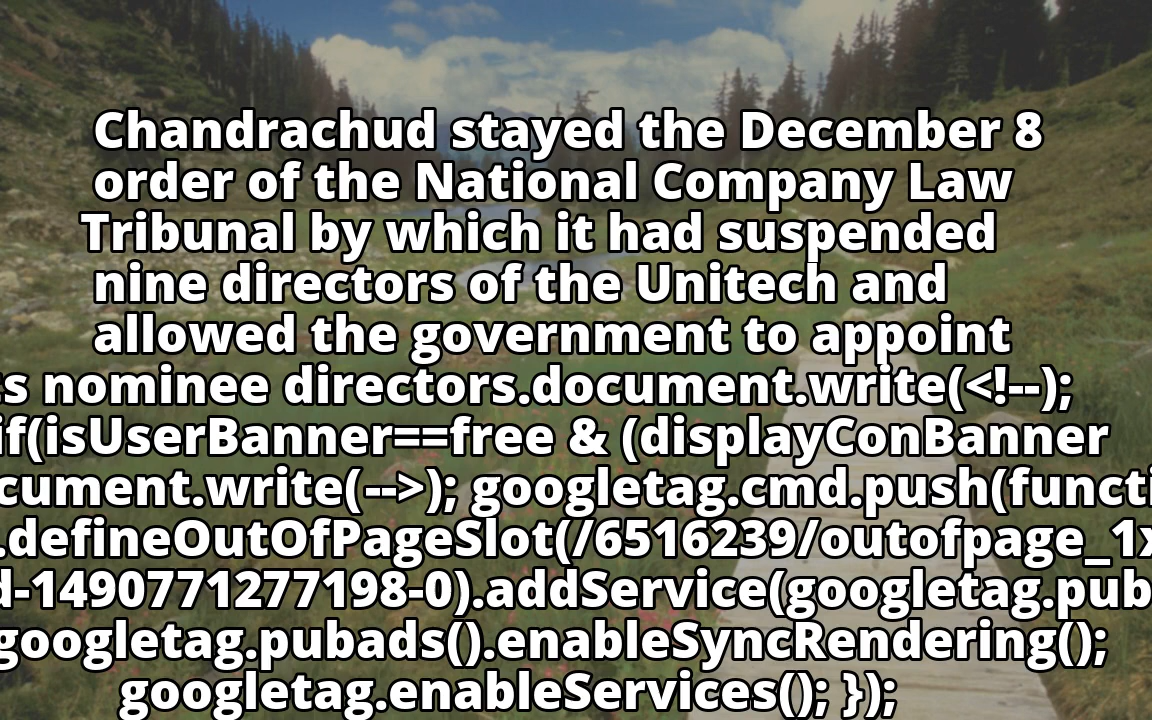 Chandrachud stayed the December 8
order of the National Company Law
Tribunal by which it had suspended
nine directors of the Unitech and
allowed the government to appoint
nominee directors.document.write(<!--);
if(isUserBanner==free & (displayConBanner
cument.write(-->); googletag.cmd.push(functi
.defineOutOfPageSlot(/6516239/outofpage_1x
d-1490771277198-0).addService(googletag.pub
googletag.pubads().enableSyncRendering();
googletag.enableServices(); });